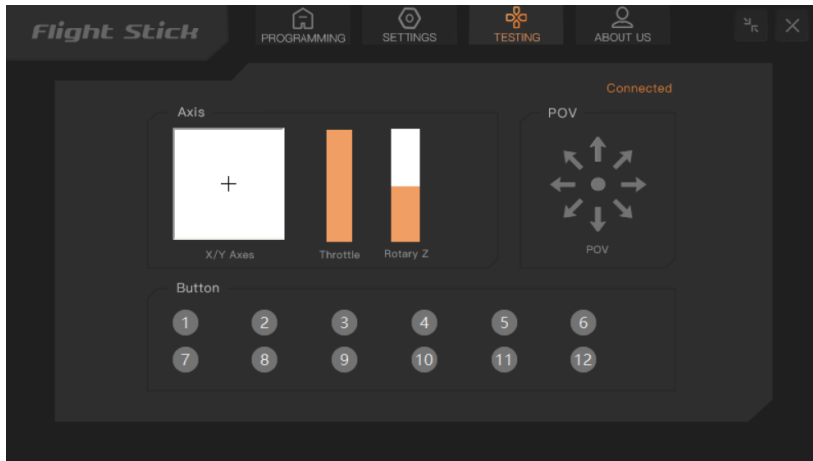 Flight Stick
PROGRAMMING SETTINGS TESTING ABOUT US
Connected
Axis POV
X/Y Axes Throttle Rotary Z POV
Button
1 2 3 4 5 6
7 8 9 10 11 12